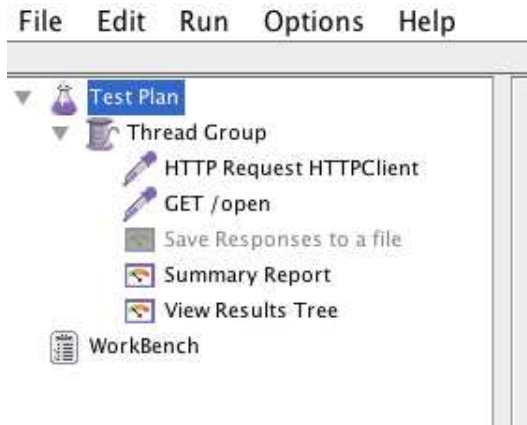 File Edit Run Options Help
Test Plan
Thread Group
HTTP Request HTTPClient
GET /open
Save Responses to a file
Summary Report
View Results Tree
WorkBench